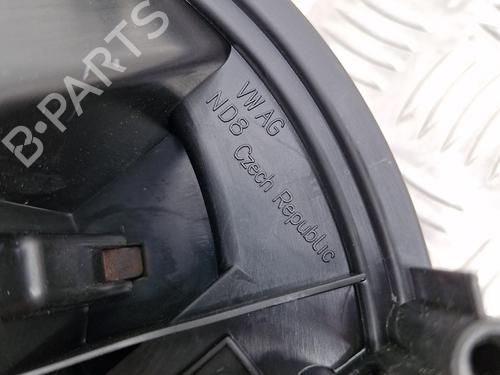 B-PARTS
VW AG
ND8
Czech Republic